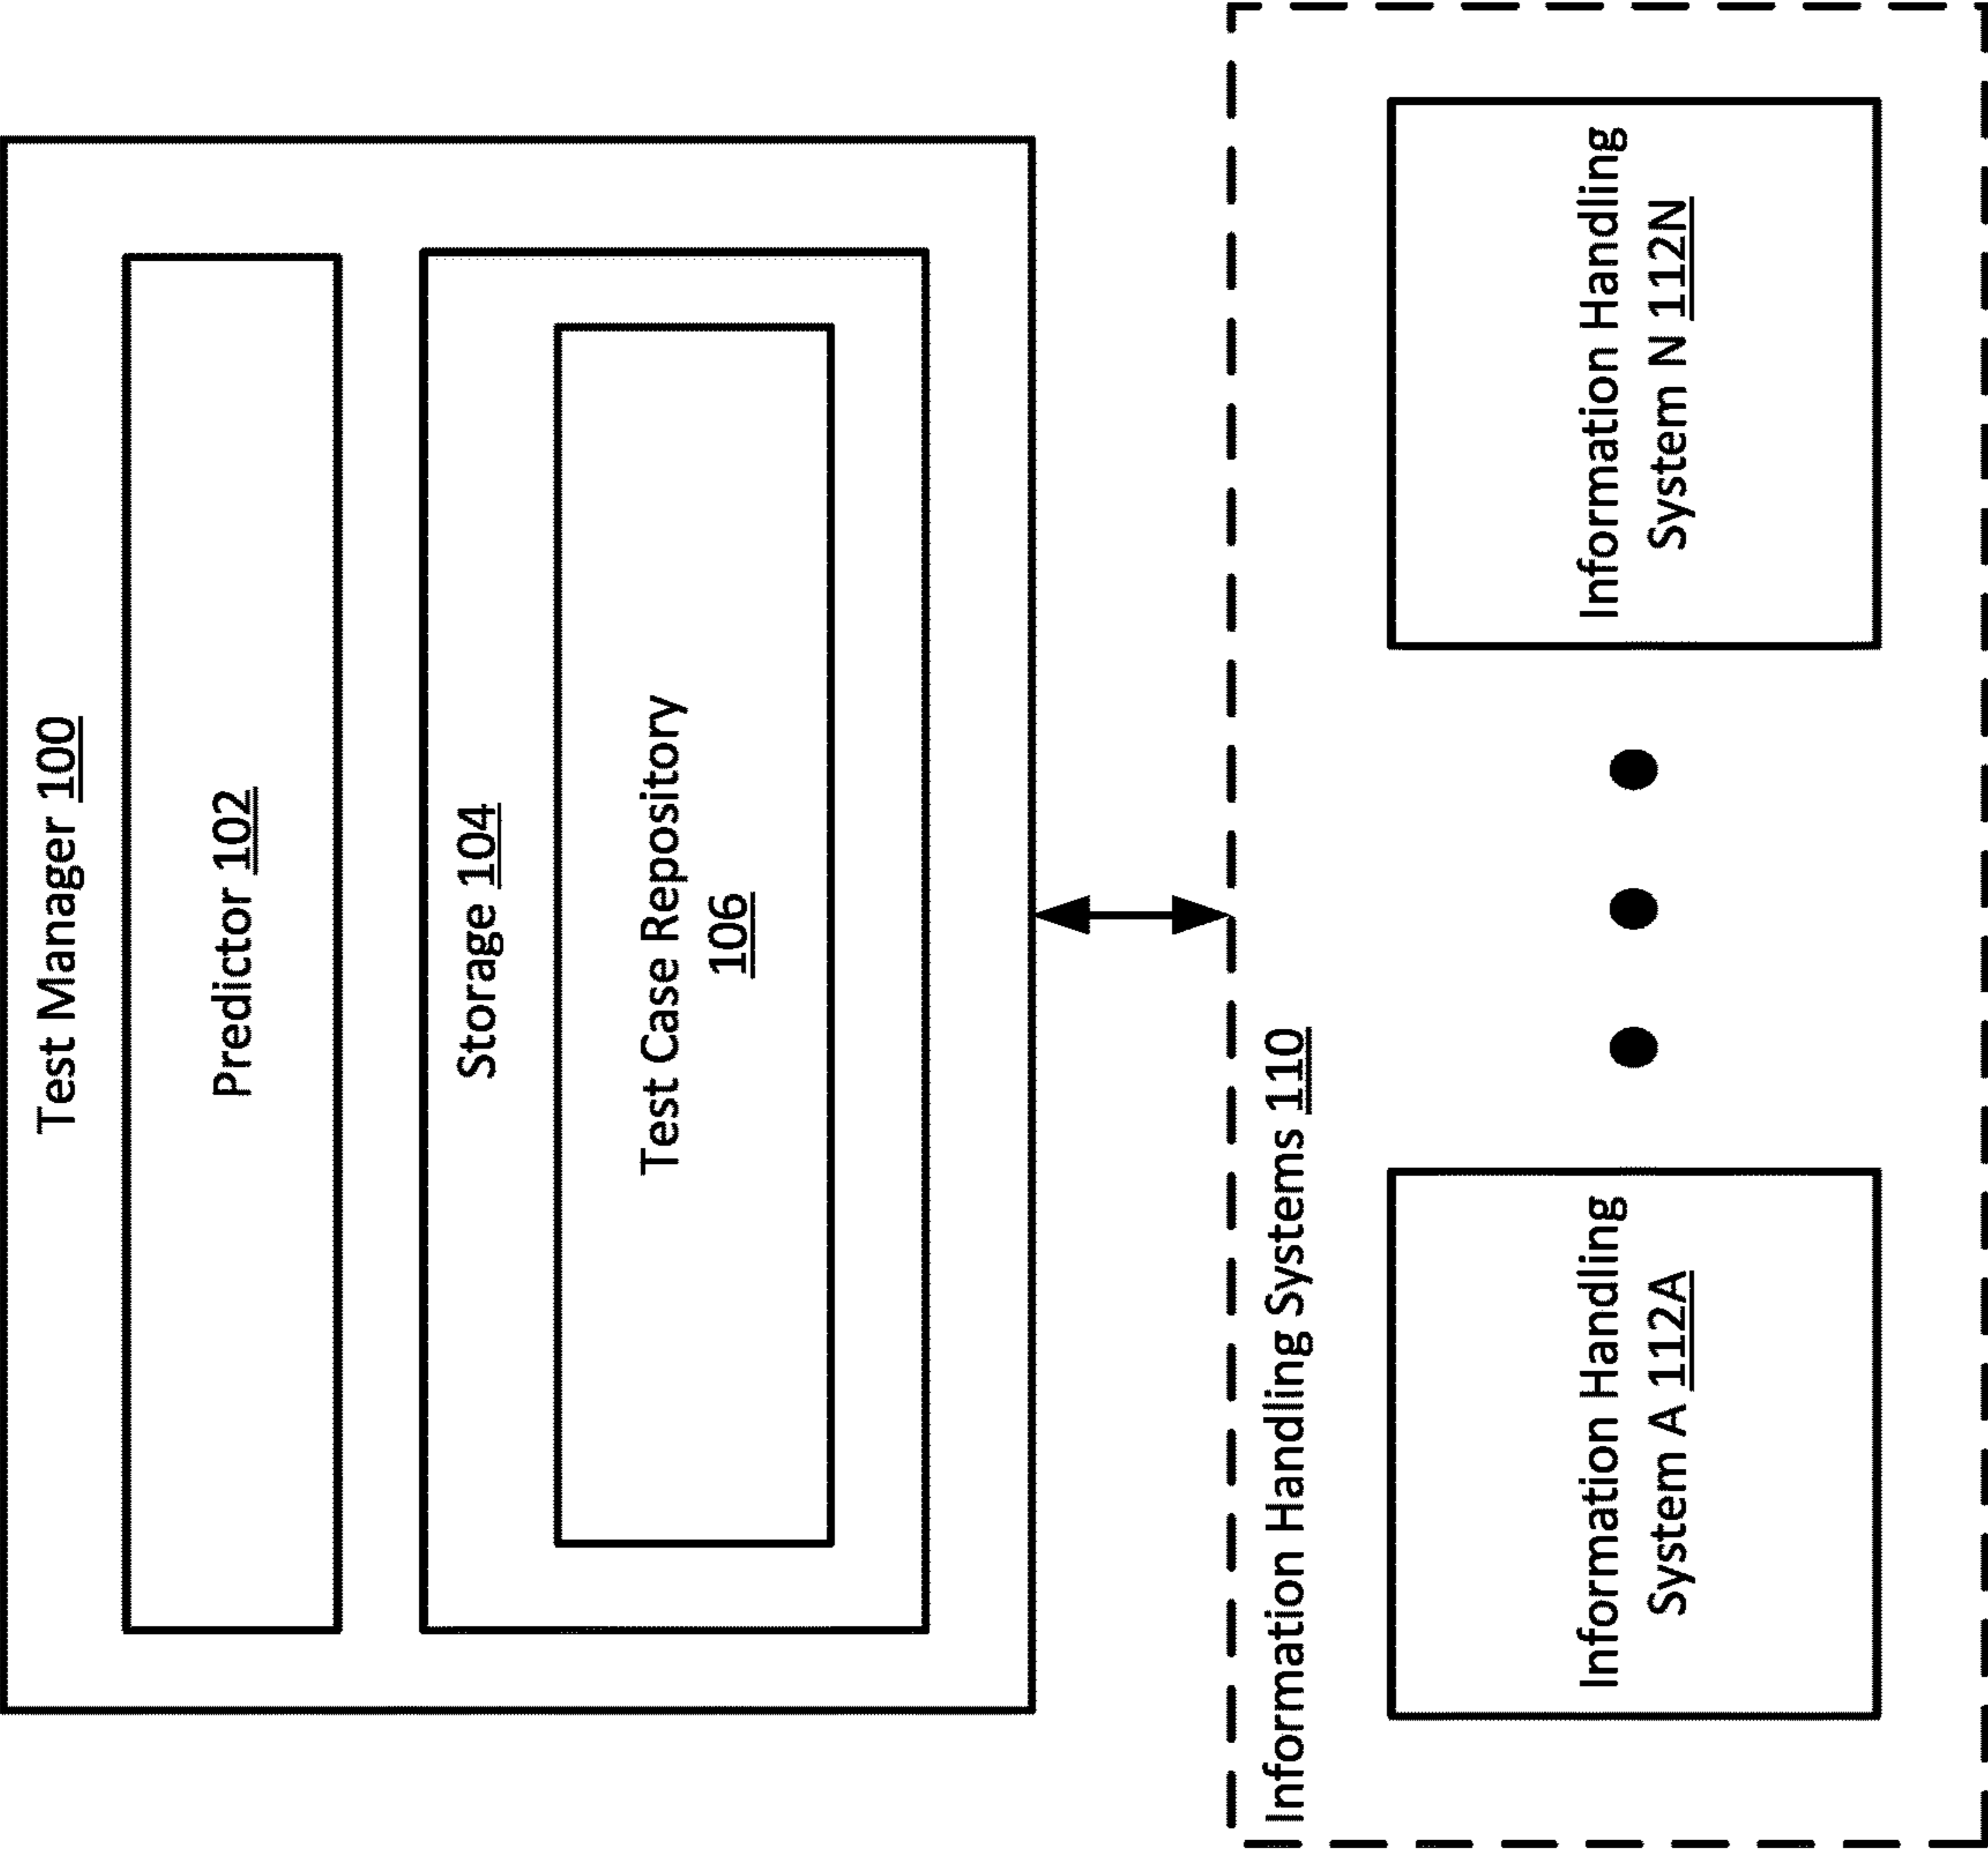 Test Manager 100
Predictor 102
Storage 104
Test Case Repository
106
Information Handling Systems 110
Information Handling
System A 112A
Information Handling
System N 112N